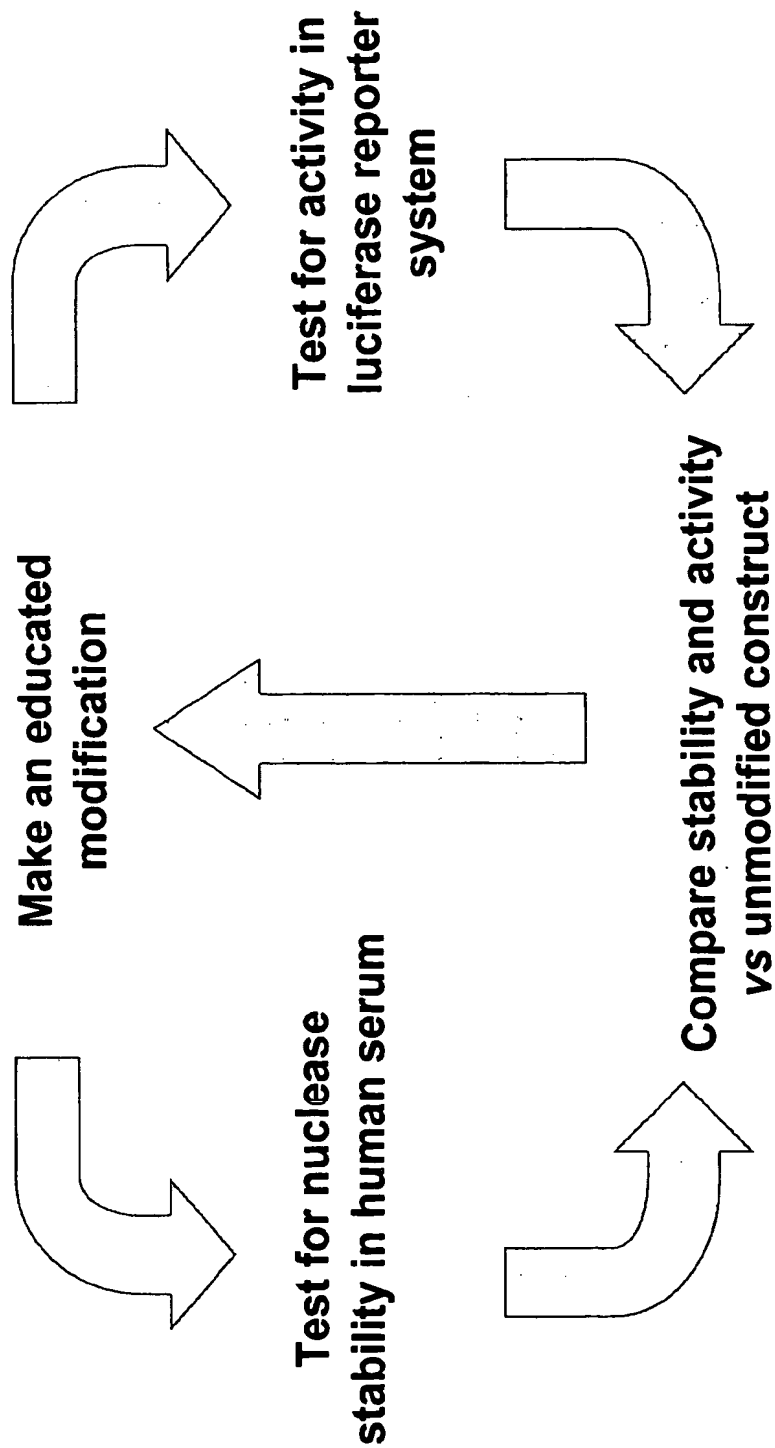 Make an educated
modification
Test for nuclease
stability in human serum
Test for activity in
luciferase reporter
system
Compare stability and activity
vs unmodified construct